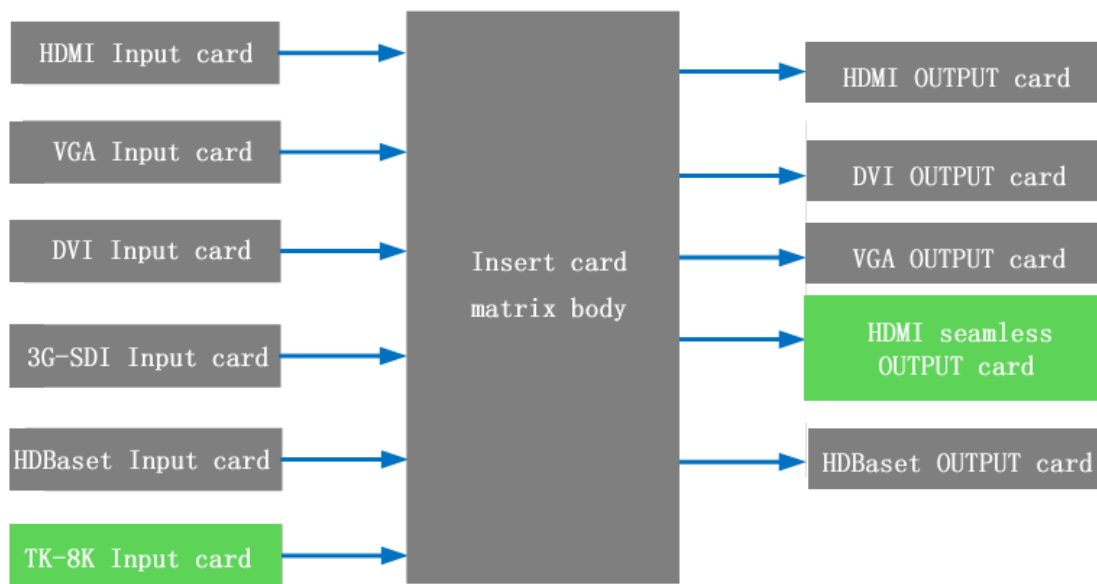 HDMI Input card
VGA Input card
DVI Input card
3G-SDI Input card
HDBaset Input card
TK-8K Input card
Insert card
matrix body
HDMI OUTPUT card
DVI OUTPUT card
VGA OUTPUT card
HDMI seamless
OUTPUT card
HDBaset OUTPUT card